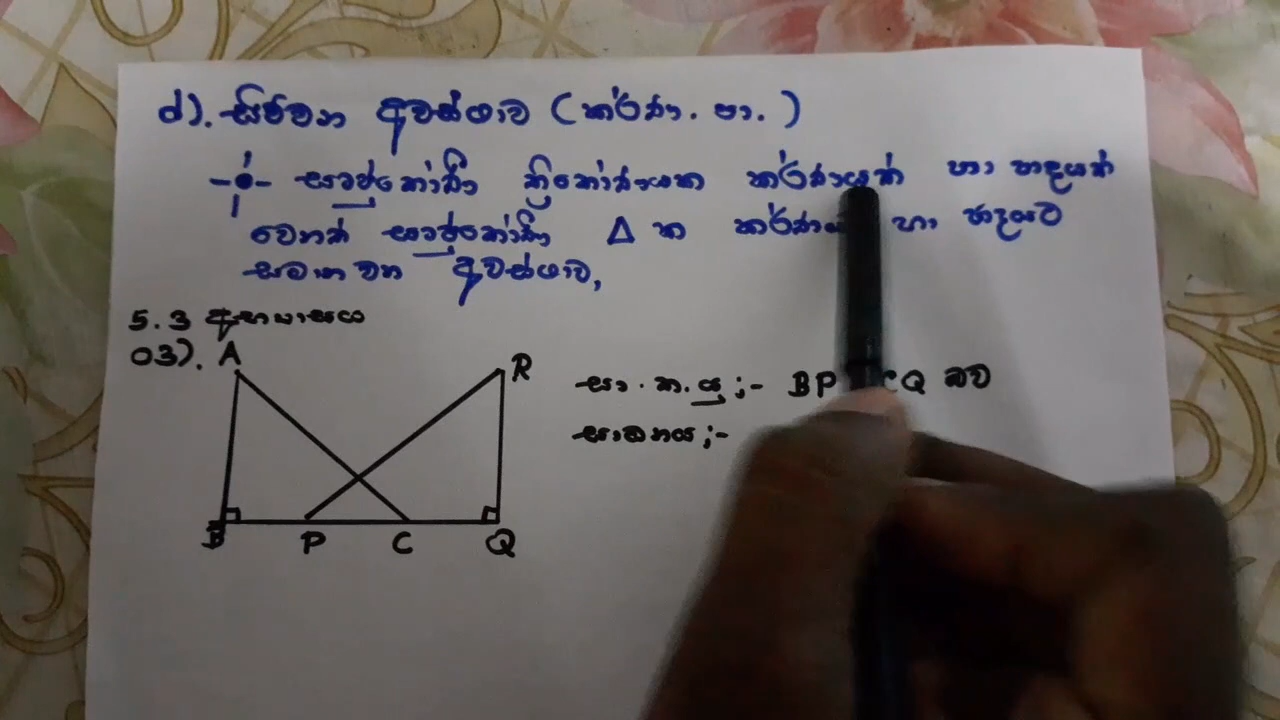 d). සිව්වන අවස්ථාව (කර්ණ. පා.)
සෘජුකෝණී ත්‍රිකෝණයක කර්ණයක් හා පාදයක්
වෙනත් සෘජුකෝණී Δ ක කර්ණය හා පාදයට
සමාන වන අවස්ථාව,
5.3 අභ්‍යාසය
03).
A
R
සා.ක.යු ;- BP CQ බව
සාධනය ;-
B P C Q